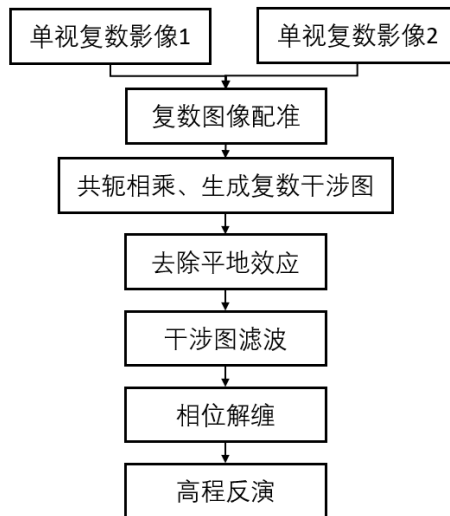 单视复数影像1
单视复数影像2
复数图像配准
共轭相乘、生成复数干涉图
去除平地效应
干涉图滤波
相位解缠
高程反演